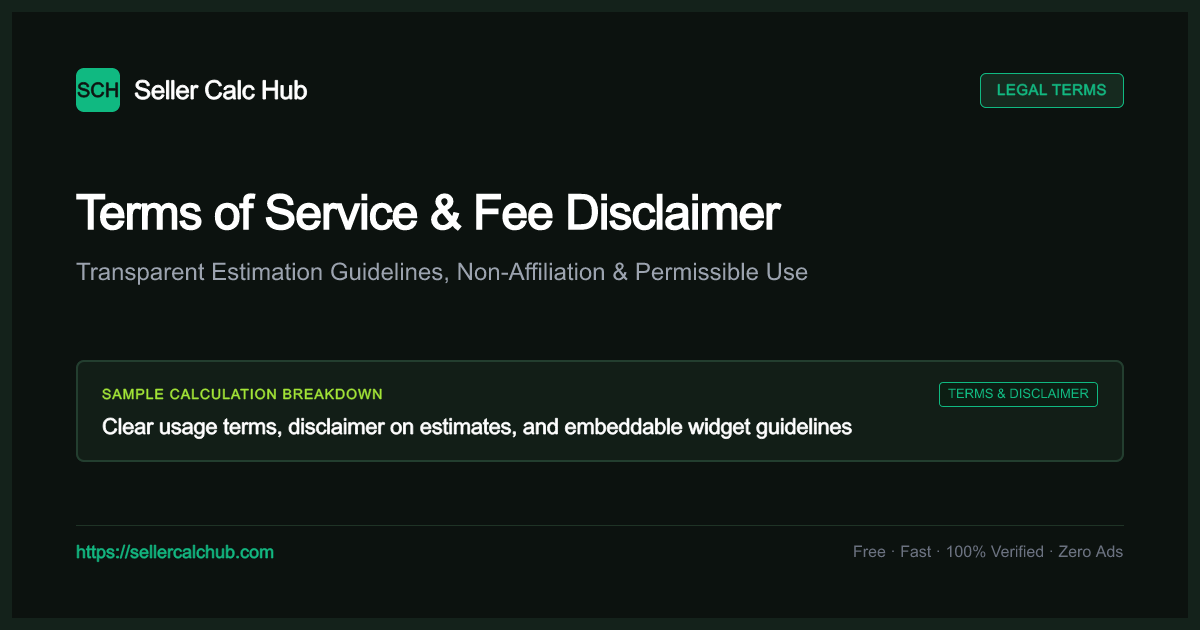 SCH
Seller Calc Hub
LEGAL TERMS
Terms of Service & Fee Disclaimer
Transparent Estimation Guidelines, Non-Affiliation & Permissible Use
SAMPLE CALCULATION BREAKDOWN
TERMS & DISCLAIMER
Clear usage terms, disclaimer on estimates, and embeddable widget guidelines
https://sellercalchub.com
Free · Fast · 100% Verified · Zero Ads